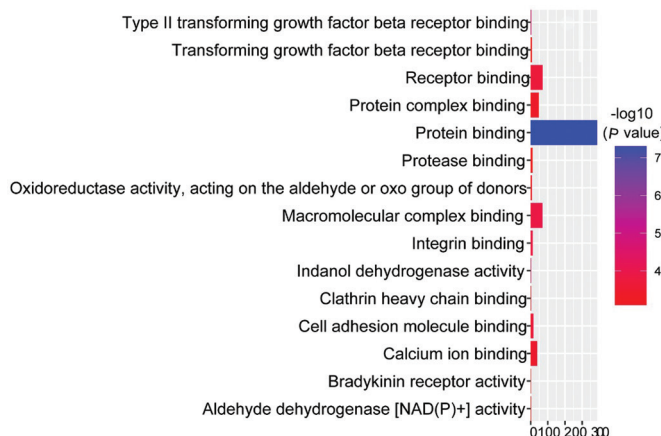 Type II transforming growth factor beta receptor binding
Transforming growth factor beta receptor binding
Receptor binding
Protein complex binding
Protein binding
Protease binding
Oxidoreductase activity, acting on the aldehyde or oxo group of donors
Macromolecular complex binding
Integrin binding
Indanol dehydrogenase activity
Clathrin heavy chain binding
Cell adhesion molecule binding
Calcium ion binding
Bradykinin receptor activity
Aldehyde dehydrogenase [NAD(P)+] activity
0 100 200 300
-log10
(P value)
7
6
5
4